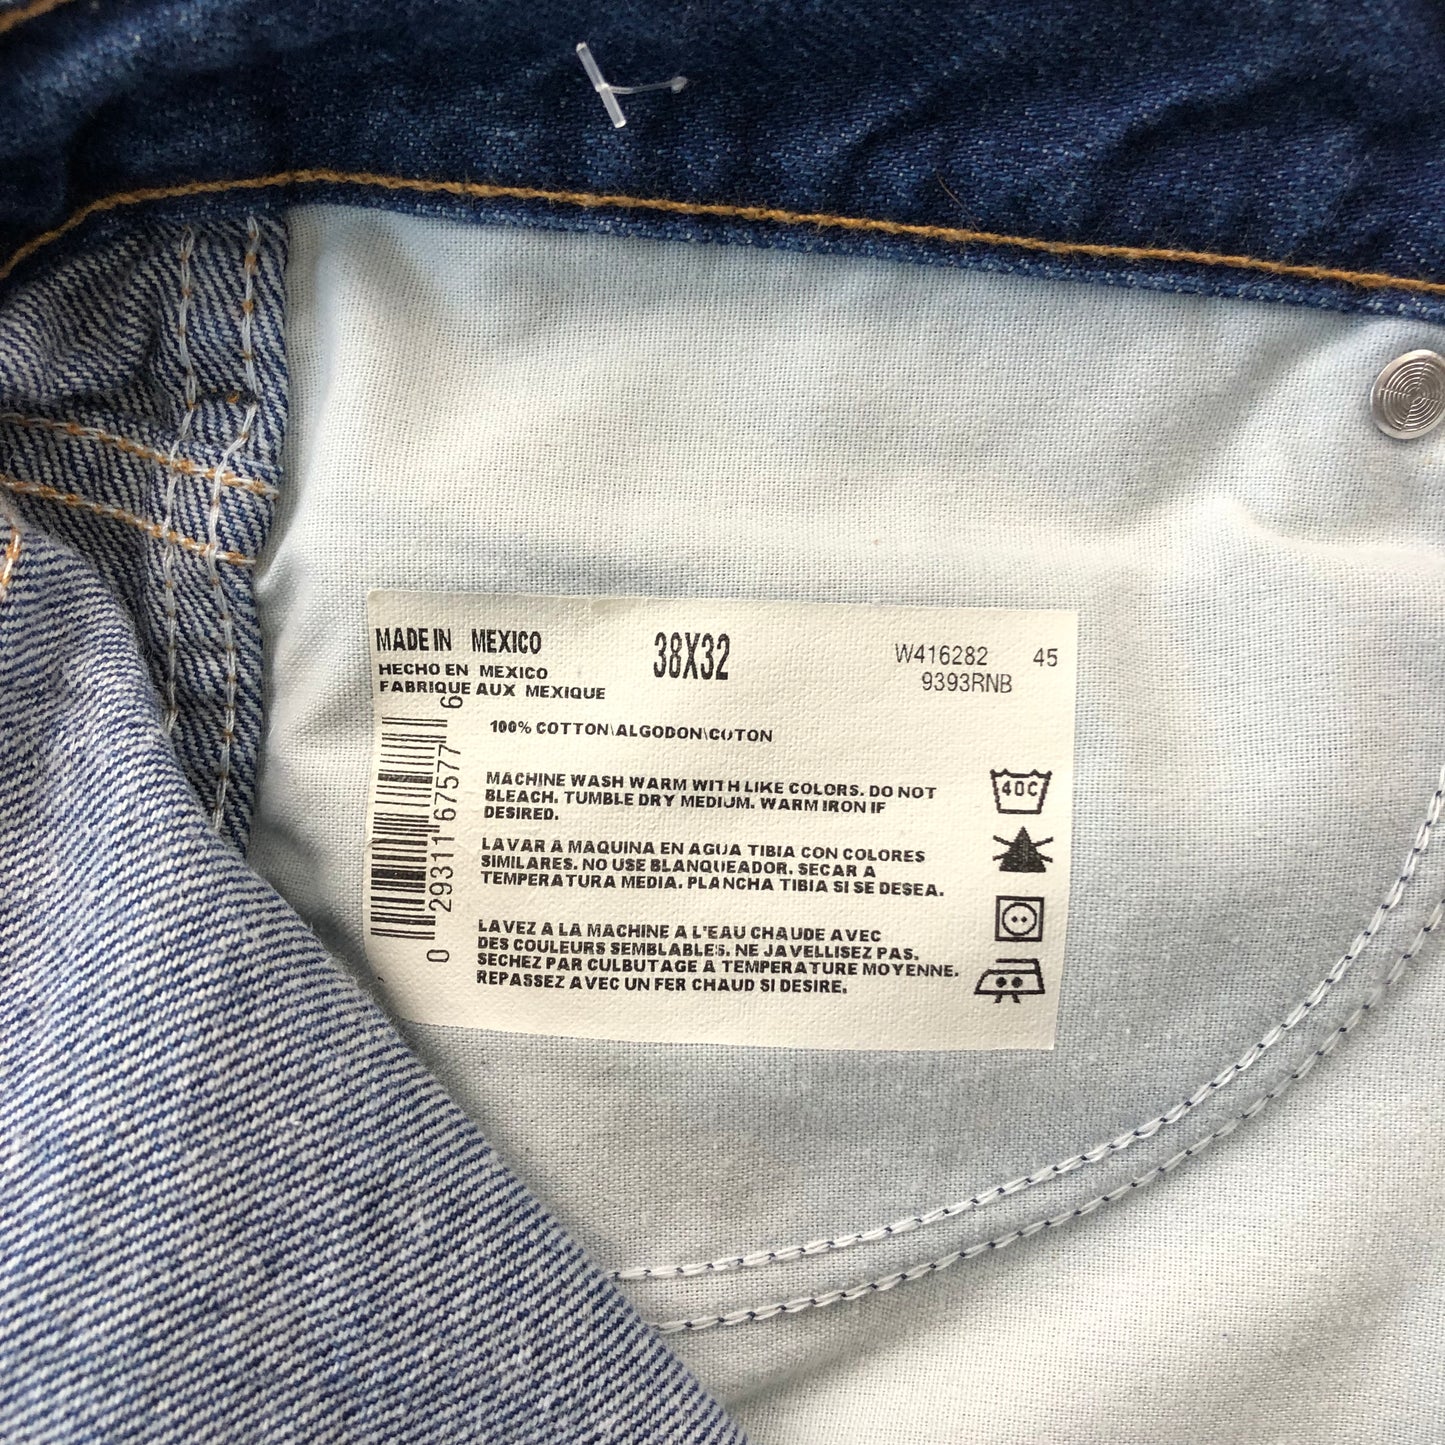 MADE IN MEXICO 38X32 W416282 45
HECHO EN MEXICO 9393RNB
FABRIQUE AUX MEXIQUE
100% COTTON\ALGODON\COTON
MACHINE WASH WARM WITH LIKE COLORS. DO NOT
BLEACH. TUMBLE DRY MEDIUM. WARM IRON IF
DESIRED.
LAVAR A MAQUINA EN AGUA TIBIA CON COLORES
SIMILARES. NO USE BLANQUEADOR. SECAR A
TEMPERATURA MEDIA. PLANCHA TIBIA SI SE DESEA.
LAVEZ A LA MACHINE A L'EAU CHAUDE AVEC
DES COULEURS SEMBLABLES. NE JAVELLISEZ PAS.
SECHEZ PAR CULBUTAGE A TEMPERATURE MOYENNE.
REPASSEZ AVEC UN FER CHAUD SI DESIRE.
0 29311 67577 6
40C